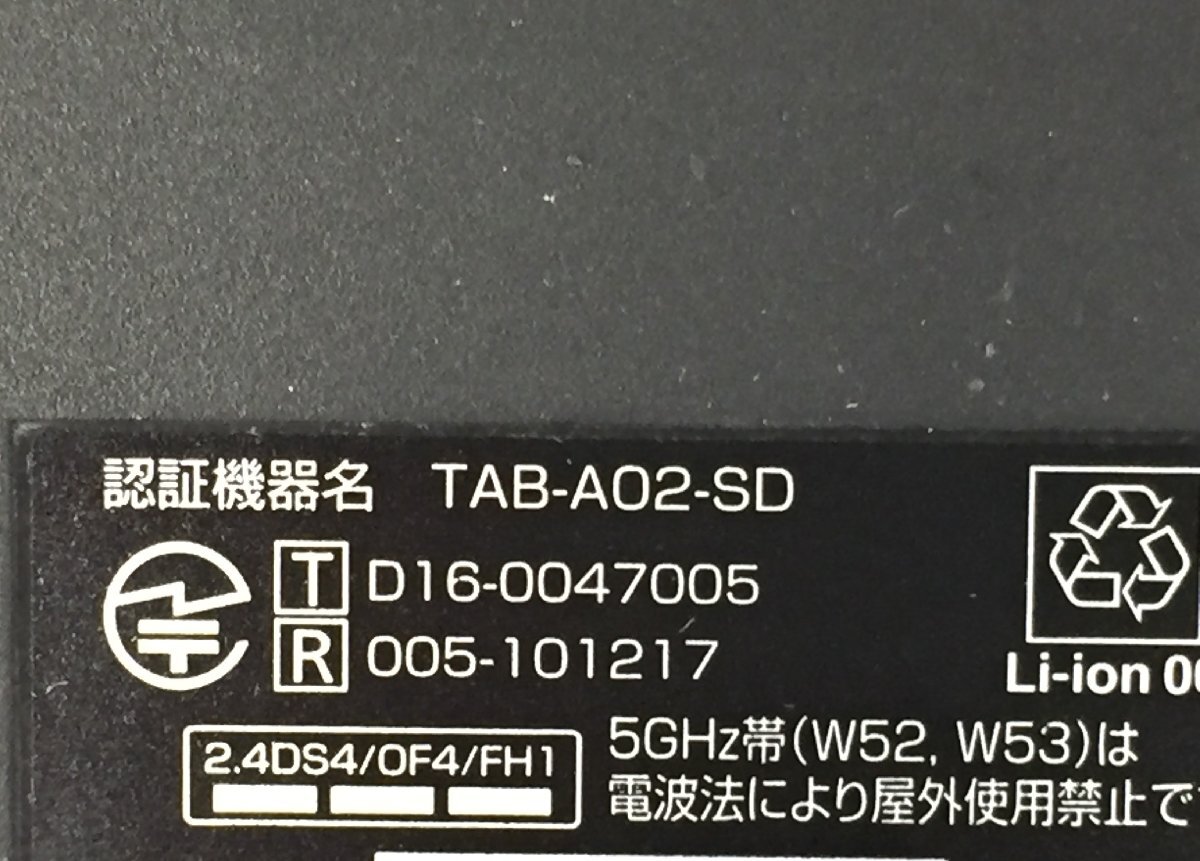 認証機器名 TAB-A02-SD
T D16-0047005
R 005-101217
Li-ion 00
2.4DS4/OF4/FH1
5GHz帯(W52, W53)は
電波法により屋外使用禁止で